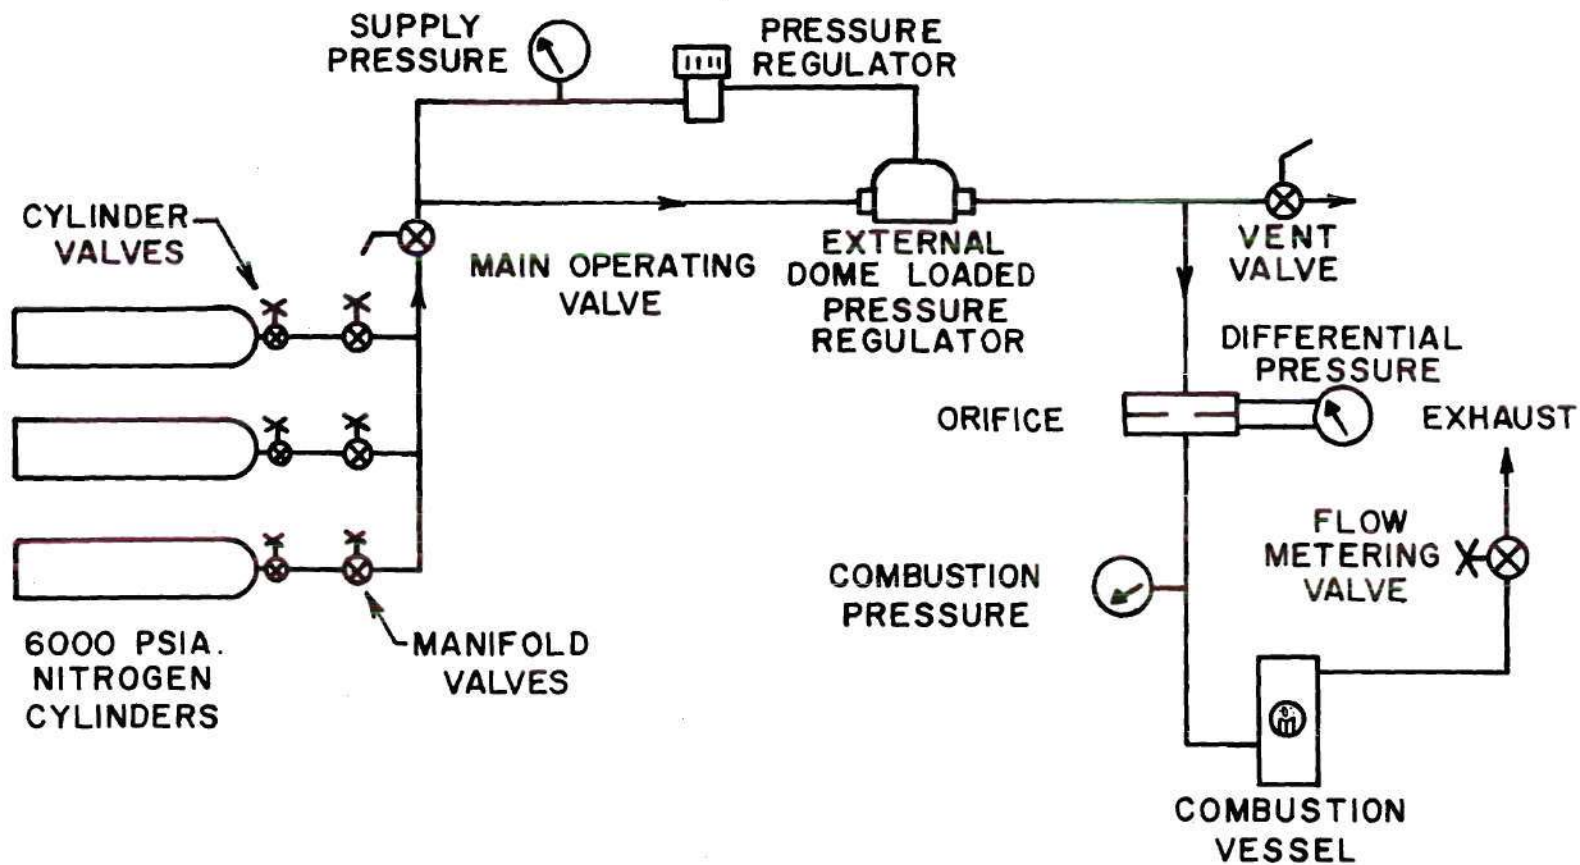 SUPPLY
PRESSURE
PRESSURE
REGULATOR
CYLINDER
VALVES
MAIN OPERATING
VALVE
EXTERNAL
DOME LOADED
PRESSURE
REGULATOR
VENT
VALVE
DIFFERENTIAL
PRESSURE
ORIFICE
EXHAUST
FLOW
METERING
VALVE
COMBUSTION
PRESSURE
6000 PSIA.
NITROGEN
CYLINDERS
MANIFOLD
VALVES
COMBUSTION
VESSEL